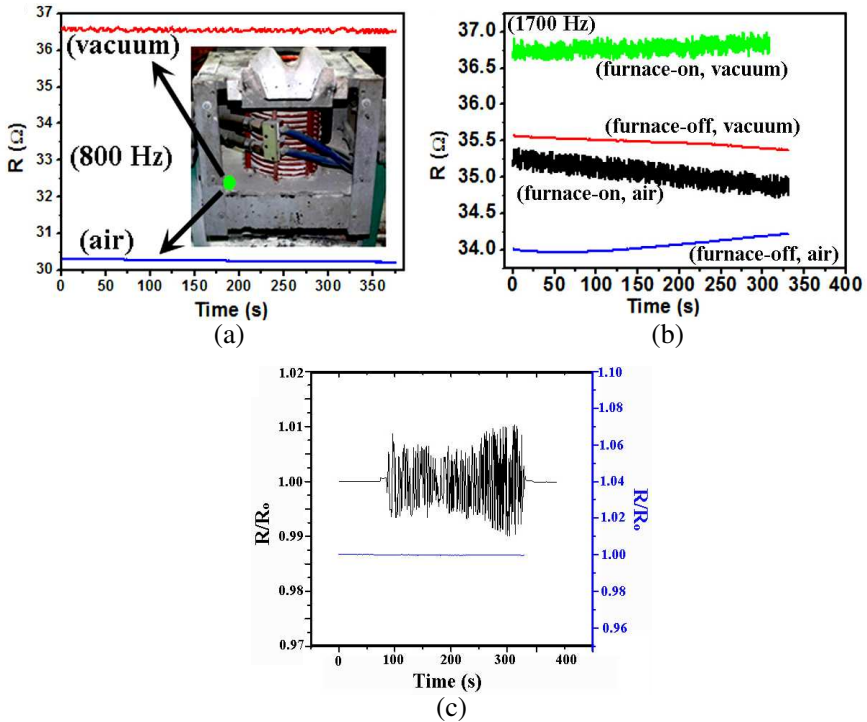 37
36
35
34
33
32
31
30
R (Ω)
(vacuum)
(800 Hz)
(air)
0 50 100 150 200 250 300 350
Time (s)
(a)
37.0
36.5
36.0
35.5
35.0
34.5
34.0
R (Ω)
(1700 Hz)
(furnace-on, vacuum)
(furnace-off, vacuum)
(furnace-on, air)
(furnace-off, air)
0 50 100 150 200 250 300 350
Time (s)
(b)
1.02
1.01
1.00
0.99
0.98
0.97
R/Ro
1.10
1.08
1.06
1.04
1.02
1.00
0.98
0.96
R/Ro
0 100 200 300 400
Time (s)
(c)